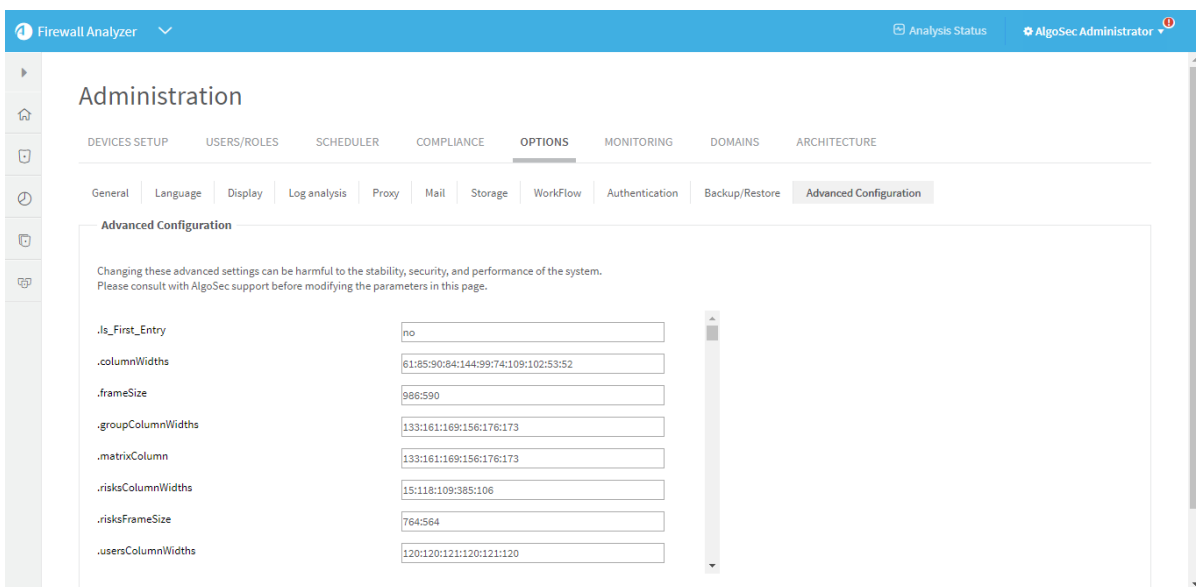 Firewall Analyzer
Analysis Status
AlgoSec Administrator
Administration
DEVICES SETUP USERS/ROLES SCHEDULER COMPLIANCE OPTIONS MONITORING DOMAINS ARCHITECTURE
General Language Display Log analysis Proxy Mail Storage WorkFlow Authentication Backup/Restore Advanced Configuration
Advanced Configuration
Changing these advanced settings can be harmful to the stability, security, and performance of the system.
Please consult with AlgoSec support before modifying the parameters in this page.
.Is_First_Entry no
.columnWidths 61:85:90:84:144:99:74:109:102:53:52
.frameSize 986:590
.groupColumnWidths 133:161:169:156:176:173
.matrixColumn 133:161:169:156:176:173
.risksColumnWidths 15:118:109:385:106
.risksFrameSize 764:564
.usersColumnWidths 120:120:121:120:121:120